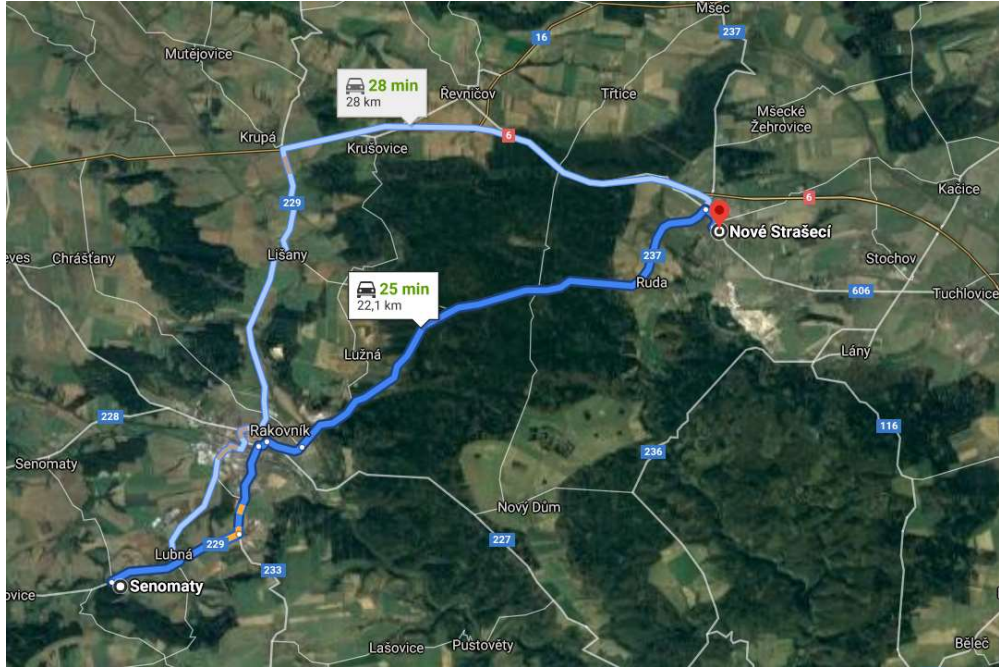 Mšec
237
16
Mutějovice
28 min
28 km
Řevničov
Třtice
Mšecké
Žehrovice
Krupá
Krušovice
6
Kačice
6
229
Nové Strašecí
Chrášťany
Lišany
237
Stochov
25 min
22,1 km
Ruda
606
Tuchlovice
Lužná
Lány
228
Rakovník
116
Senomaty
236
Nový Dům
Lubná
229
227
233
Senomaty
ovice
Lašovice
Pustověty
Běleč